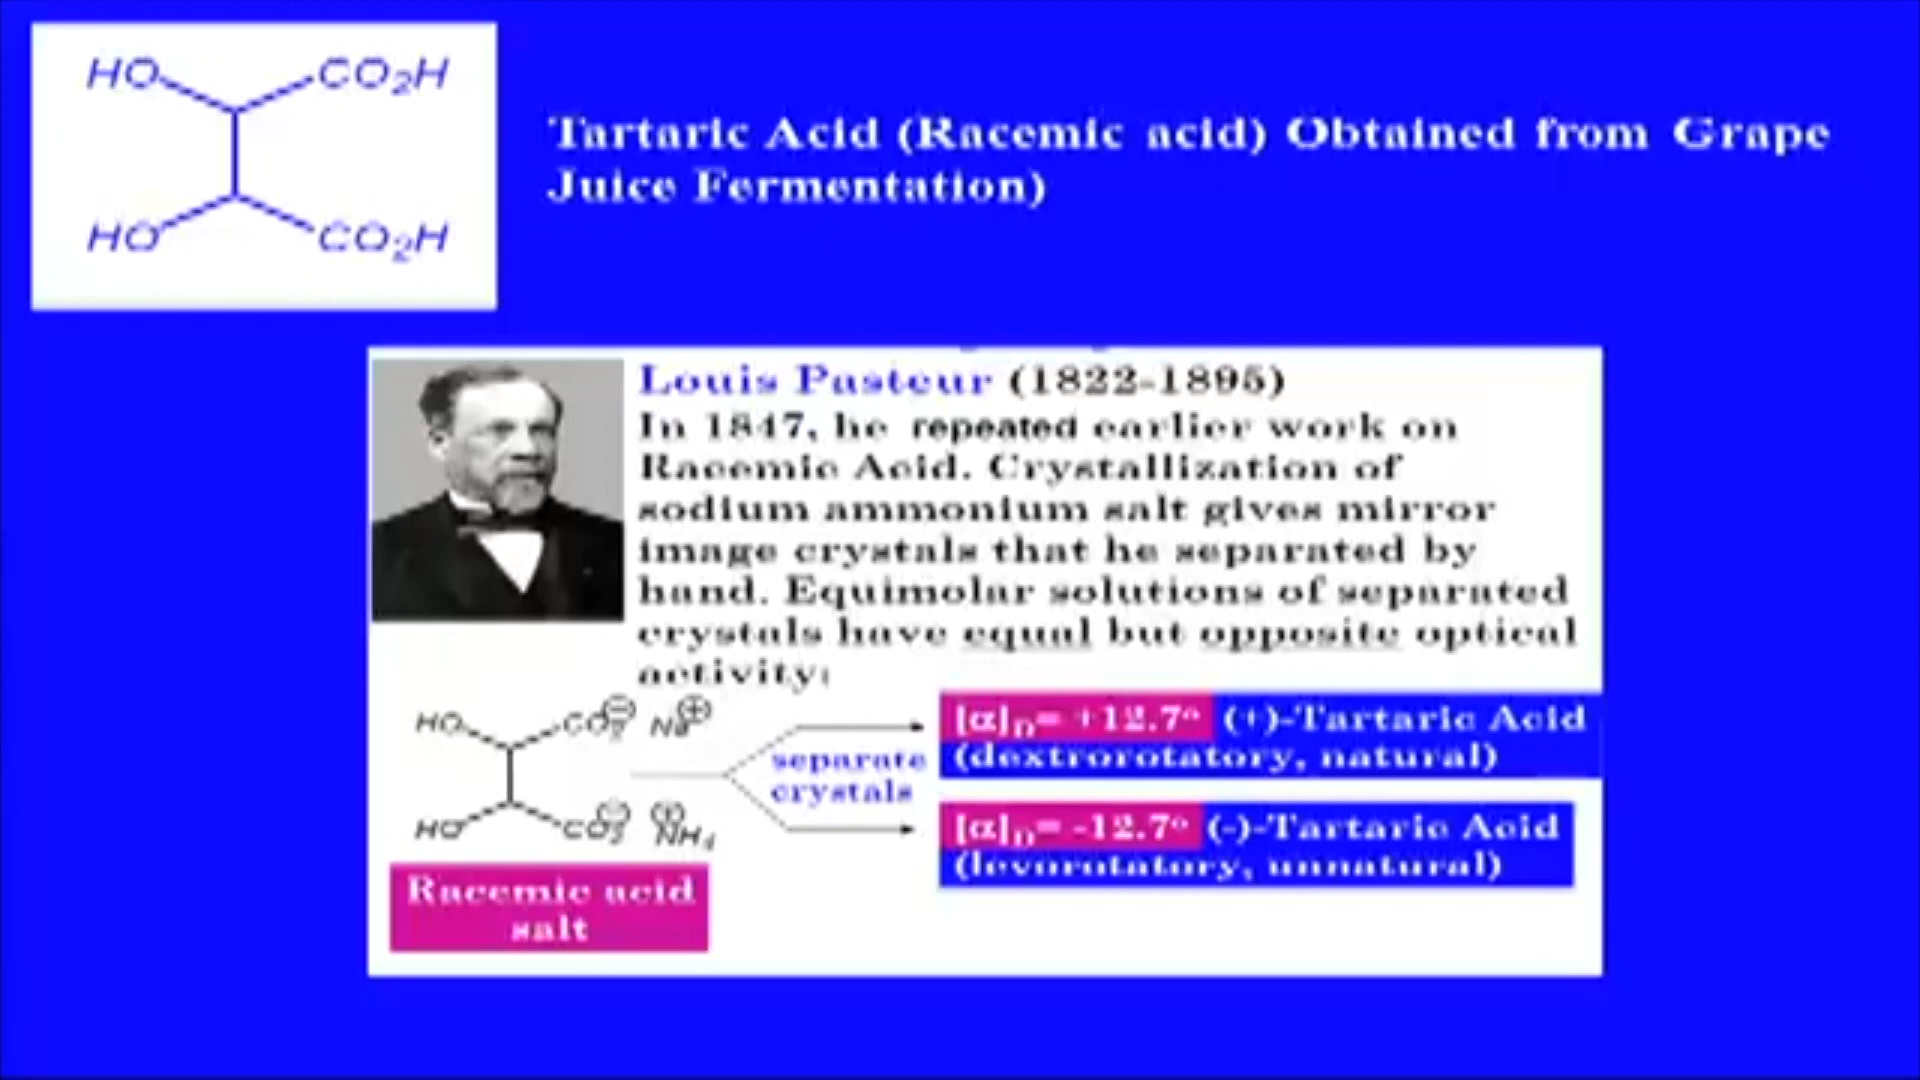 HO CO2H
HO CO2H
Tartaric Acid (Racemic acid) Obtained from Grape
Juice Fermentation)
Louis Pasteur (1822-1895)
In 1847, he repeated earlier work on
Racemic Acid. Crystallization of
sodium ammonium salt gives mirror
image crystals that he separated by
hand. Equimolar solutions of separated
crystals have equal but opposite optical
activity:
HO CO2⊖ Na⊕
HO CO2⊖ ⊕NH4
Racemic acid
salt
separate
crystals
[α]D= +12.7° (+)-Tartaric Acid
(dextrorotatory, natural)
[α]D= -12.7° (-)-Tartaric Acid
(levorotatory, unnatural)